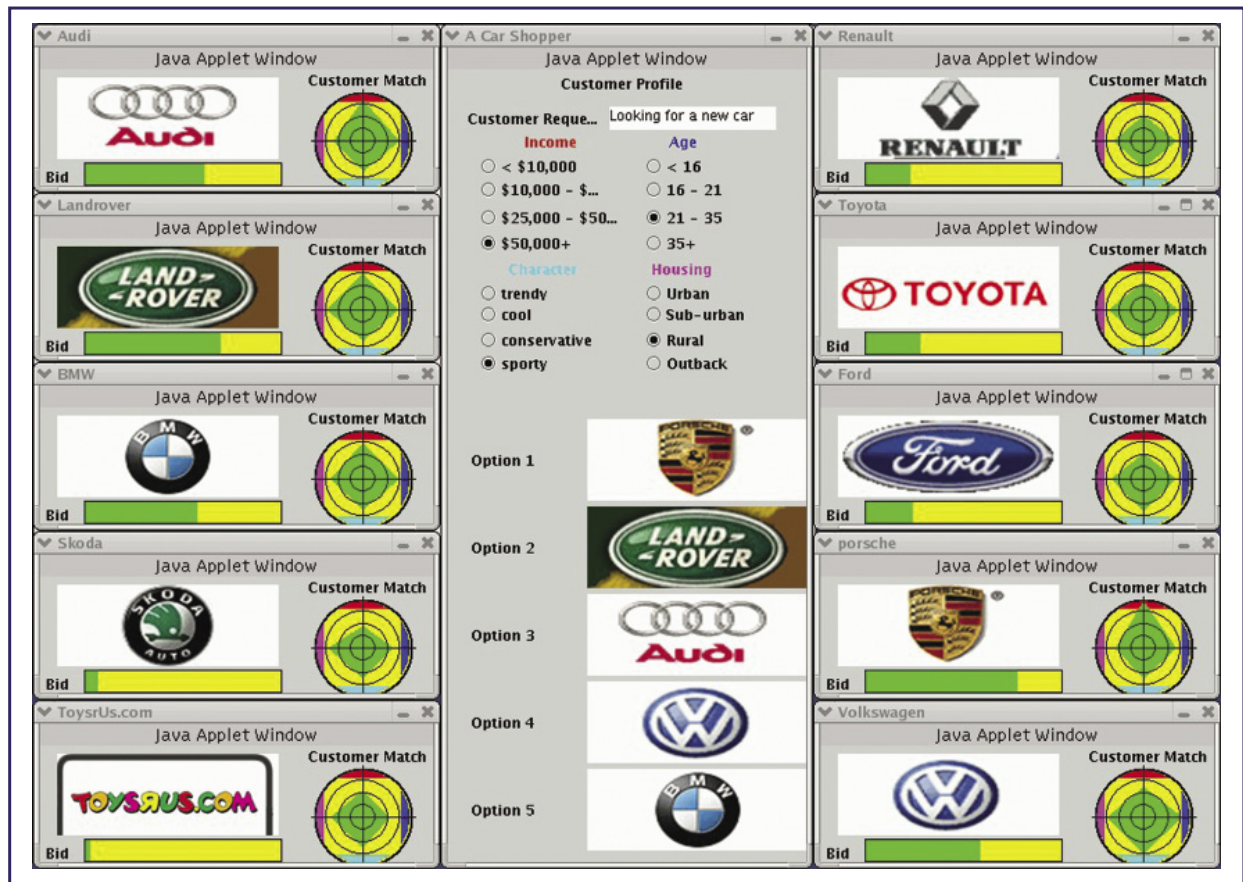 Audi
Java Applet Window
Customer Match
Audi
Bid
Landrover
Java Applet Window
Customer Match
LAND-
-ROVER
Bid
BMW
Java Applet Window
Customer Match
BMW
Bid
Skoda
Java Applet Window
Customer Match
SKODA
AUTO
Bid
ToysrUs.com
Java Applet Window
Customer Match
TOYSЯUS.COM
Bid
A Car Shopper
Java Applet Window
Customer Profile
Customer Reque... Looking for a new car
Income Age
< $10,000 < 16
$10,000 - $... 16 - 21
$25,000 - $50... 21 - 35
$50,000+ 35+
Character Housing
trendy Urban
cool Sub-urban
conservative Rural
sporty Outback
Option 1
PORSCHE ®
Option 2
LAND-
-ROVER
Option 3
Audi
Option 4
VW
Option 5
BMW
Renault
Java Applet Window
Customer Match
RENAULT
Bid
Toyota
Java Applet Window
Customer Match
TOYOTA
Bid
Ford
Java Applet Window
Customer Match
Ford
Bid
porsche
Java Applet Window
Customer Match
PORSCHE ®
Bid
Volkswagen
Java Applet Window
Customer Match
VW
Bid